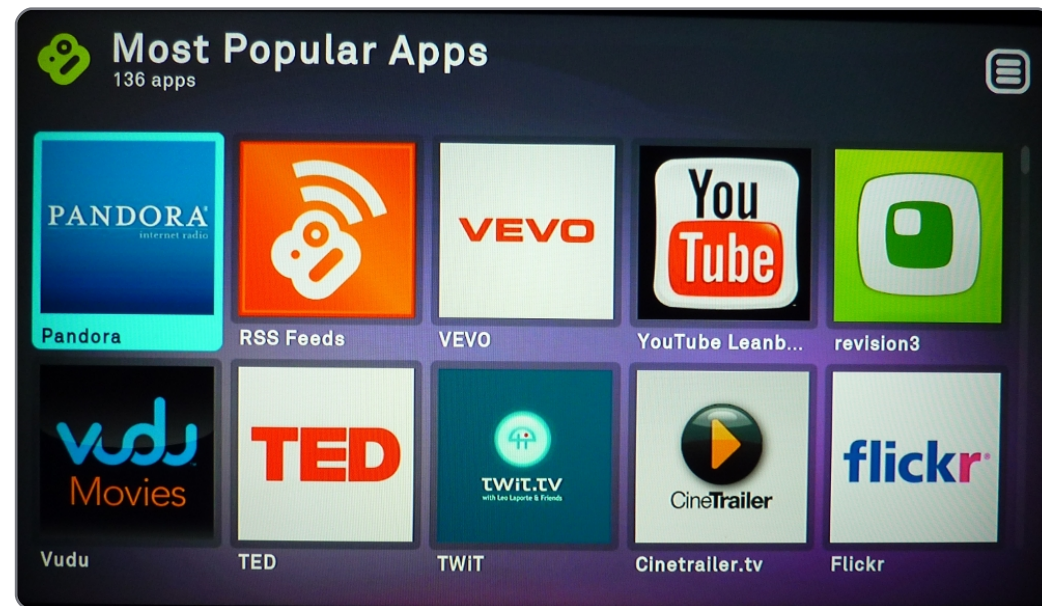 Most Popular Apps
136 apps
PANDORA
internet radio
VEVO
You
Tube
Pandora
RSS Feeds
VEVO
YouTube Leanb...
revision3
vudu
Movies
TED
TWiT.TV
with Leo Laporte & Friends
CineTrailer
flickr
Vudu
TED
TWiT
Cinetrailer.tv
Flickr